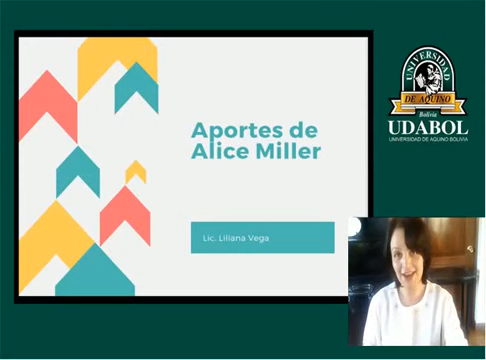 Aportes de
Alice Miller
Lic. Liliana Vega
UNIVERSIDAD
DE AQUINO
Bolivia
UDABOL
UNIVERSIDAD DE AQUINO BOLIVIA